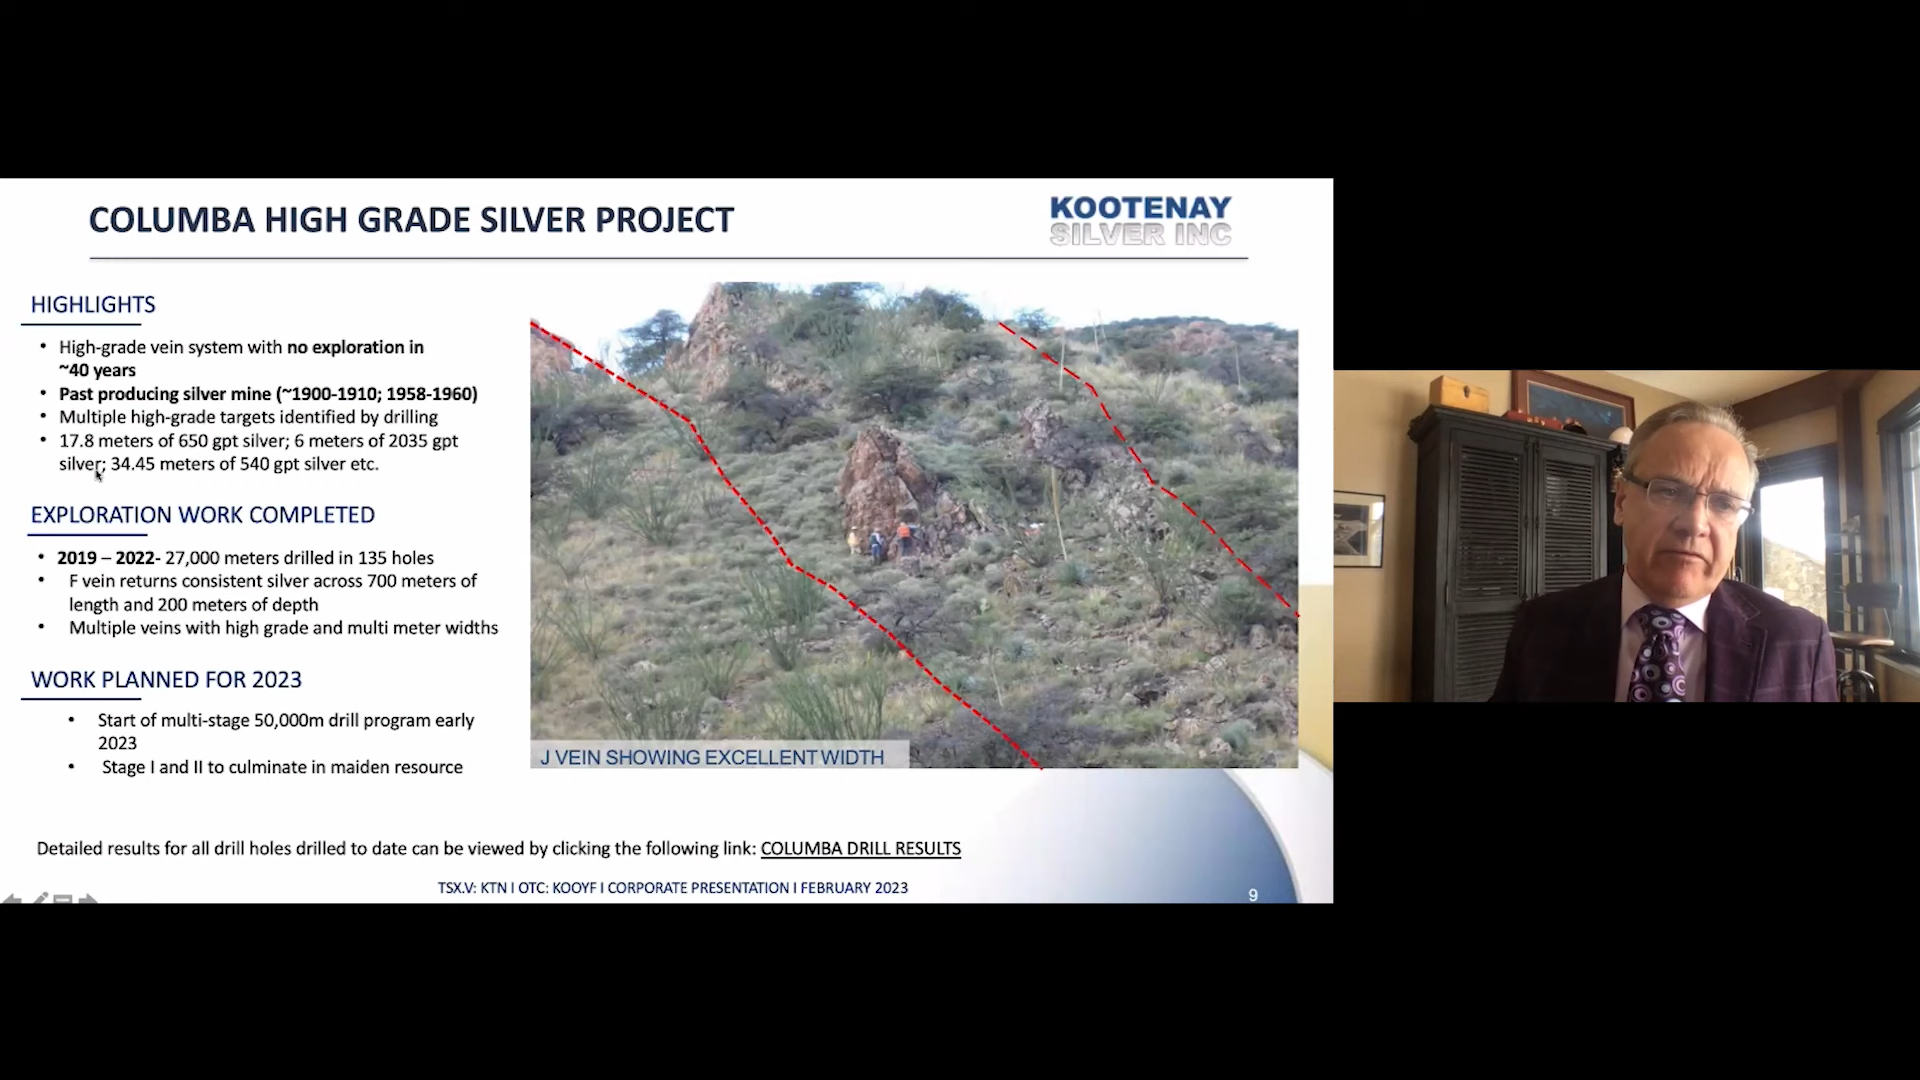 COLUMBA HIGH GRADE SILVER PROJECT
KOOTENAY
SILVER INC
HIGHLIGHTS
• High-grade vein system with no exploration in
~40 years
• Past producing silver mine (~1900-1910; 1958-1960)
• Multiple high-grade targets identified by drilling
• 17.8 meters of 650 gpt silver; 6 meters of 2035 gpt
silver; 34.45 meters of 540 gpt silver etc.
EXPLORATION WORK COMPLETED
• 2019 – 2022- 27,000 meters drilled in 135 holes
• F vein returns consistent silver across 700 meters of
length and 200 meters of depth
• Multiple veins with high grade and multi meter widths
WORK PLANNED FOR 2023
• Start of multi-stage 50,000m drill program early
2023
• Stage I and II to culminate in maiden resource
J VEIN SHOWING EXCELLENT WIDTH
Detailed results for all drill holes drilled to date can be viewed by clicking the following link: COLUMBA DRILL RESULTS
TSX.V: KTN I OTC: KOOYF I CORPORATE PRESENTATION I FEBRUARY 2023
9